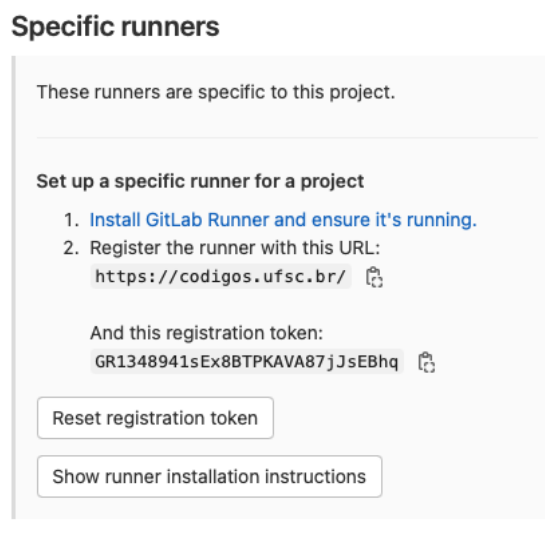 Specific runners
These runners are specific to this project.
Set up a specific runner for a project
1. Install GitLab Runner and ensure it's running.
2. Register the runner with this URL:
https://codigos.ufsc.br/
And this registration token:
GR1348941sEx8BTPKAVA87jJsEBhq
Reset registration token
Show runner installation instructions